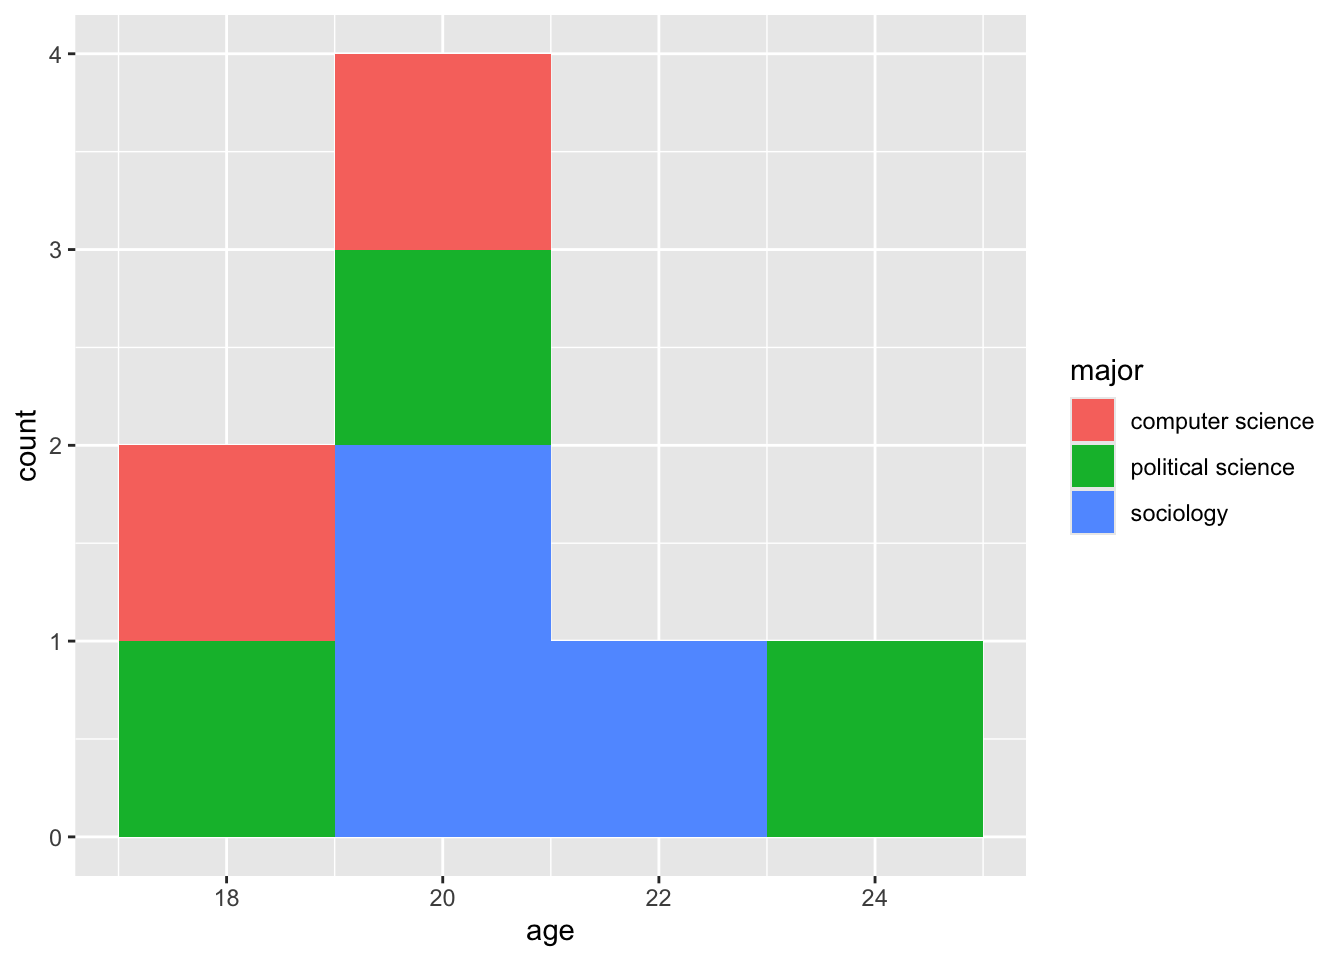 4
3
2
1
0
count
18 20 22 24
age
major
computer science
political science
sociology